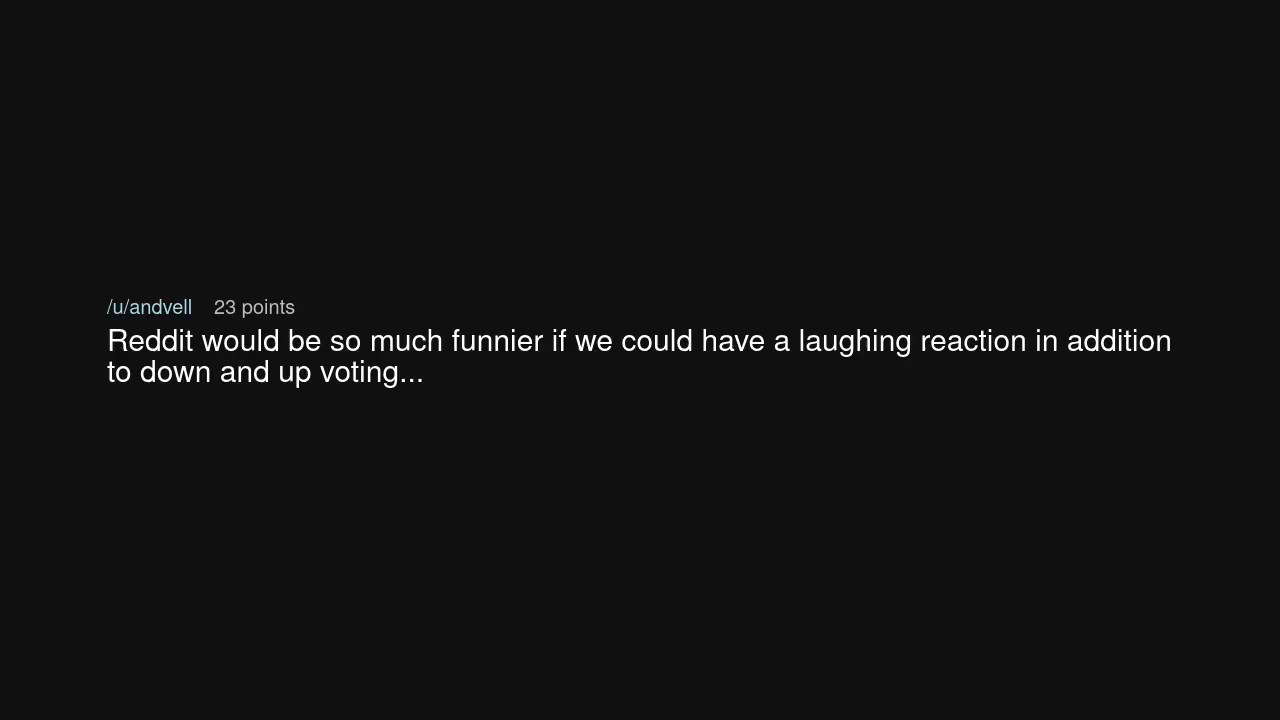 /u/andvell 23 points
Reddit would be so much funnier if we could have a laughing reaction in addition
to down and up voting...